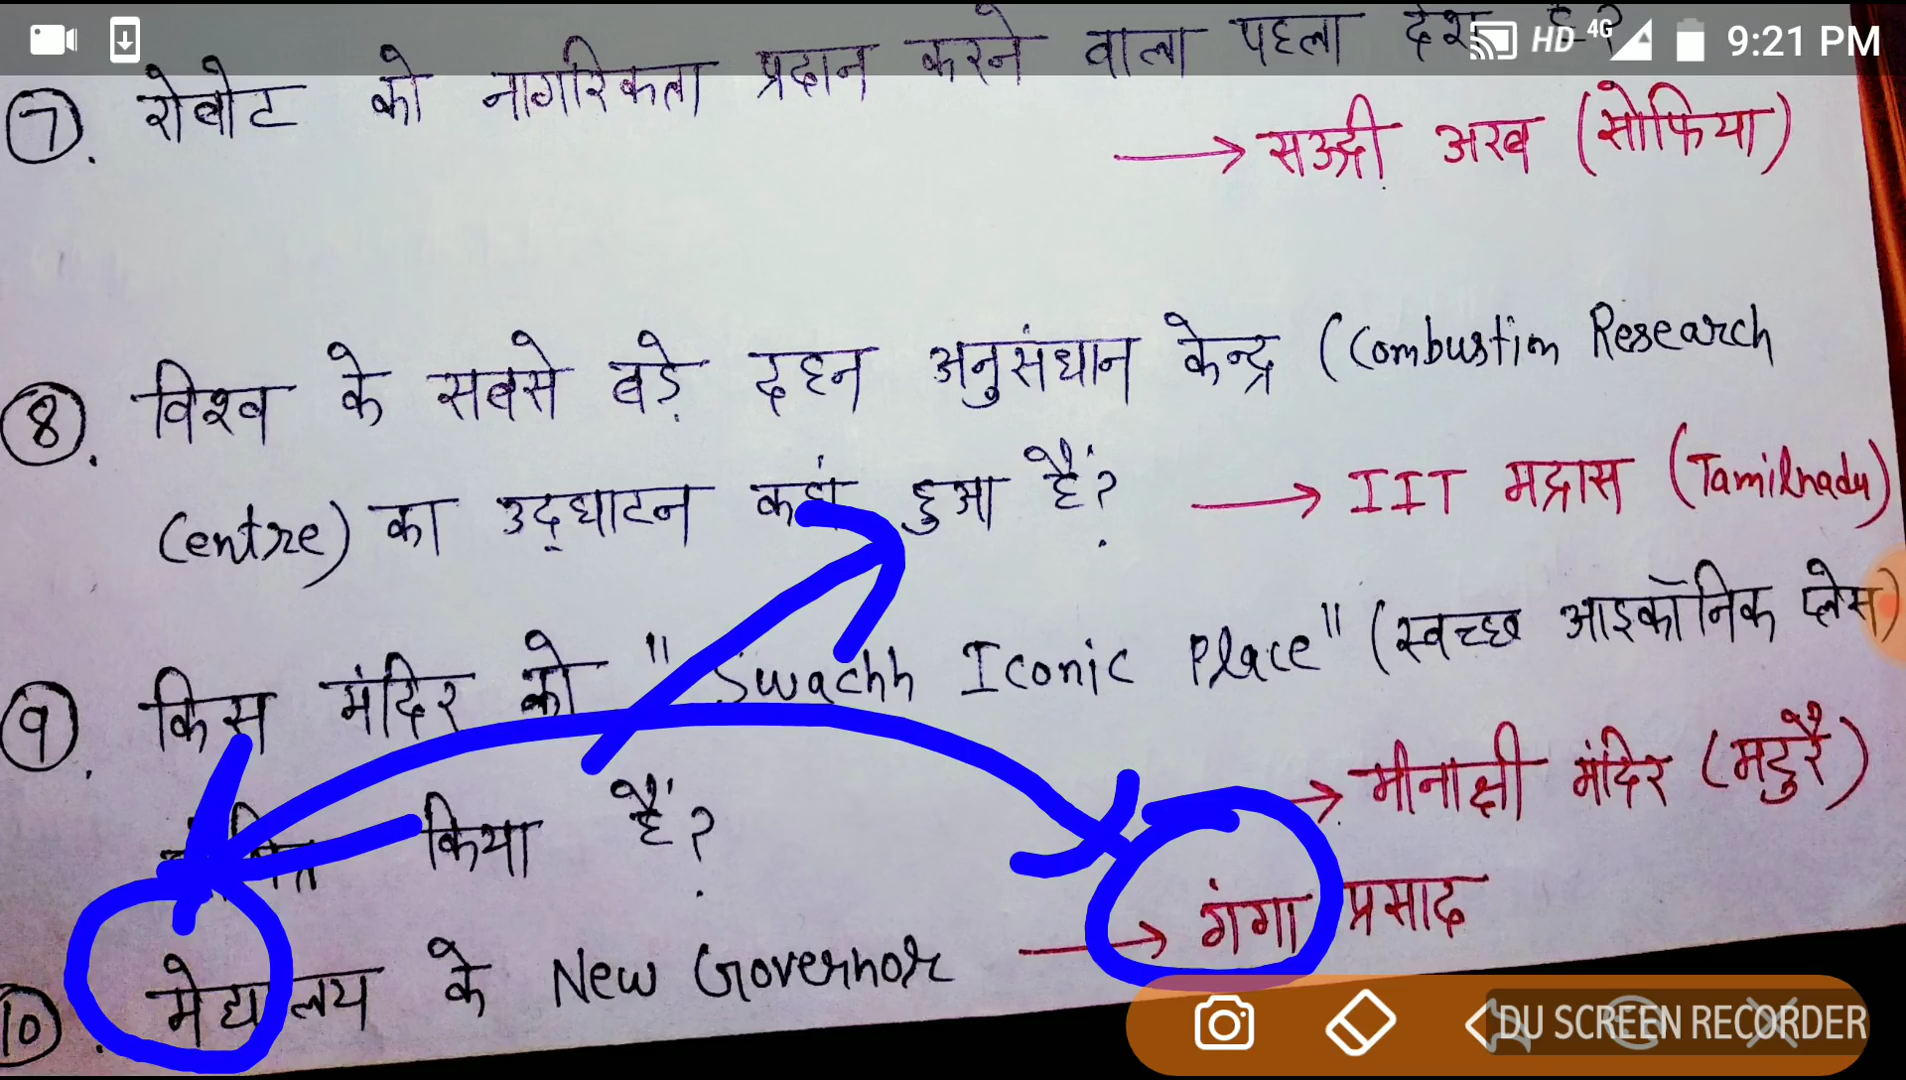 HD 4G 9:21 PM
7. रोबोट को नागरिकता प्रदान करने वाला पहला देश है?
→ सऊदी अरब (सोफिया)
8. विश्व के सबसे बड़े दहन अनुसंधान केन्द्र (Combustion Research
Centre) का उद्घाटन कहां हुआ हैं?
→ IIT मद्रास (Tamilnadu)
9. किस मंदिर को "Swachh Iconic Place" (स्वच्छ आइकॉनिक प्लेस)
किया हैं?
→ मीनाक्षी मंदिर (मदुरै)
10. मेघालय के New Governor → गंगा प्रसाद
DU SCREEN RECORDER